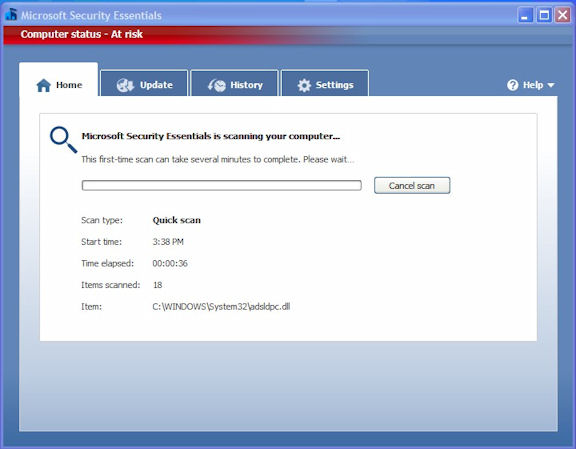 Microsoft Security Essentials
Computer status - At risk
Home Update History Settings Help
Microsoft Security Essentials is scanning your computer...
This first-time scan can take several minutes to complete. Please wait...
Cancel scan
Scan type: Quick scan
Start time: 3:38 PM
Time elapsed: 00:00:36
Items scanned: 18
Item: C:\WINDOWS\System32\adsldpc.dll